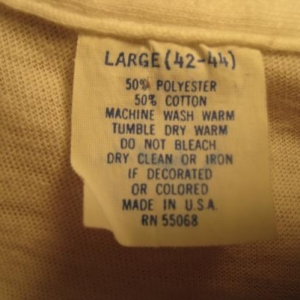 LARGE (42-44)
50% POLYESTER
50% COTTON
MACHINE WASH WARM
TUMBLE DRY WARM
DO NOT BLEACH
DRY CLEAN OR IRON
IF DECORATED
OR COLORED
MADE IN U.S.A.
RN 55068